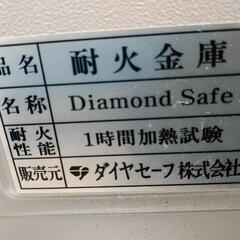 品名 耐火金庫
名称 Diamond Safe
耐火性能 1時間加熱試験
販売元 ダイヤセーフ株式会社